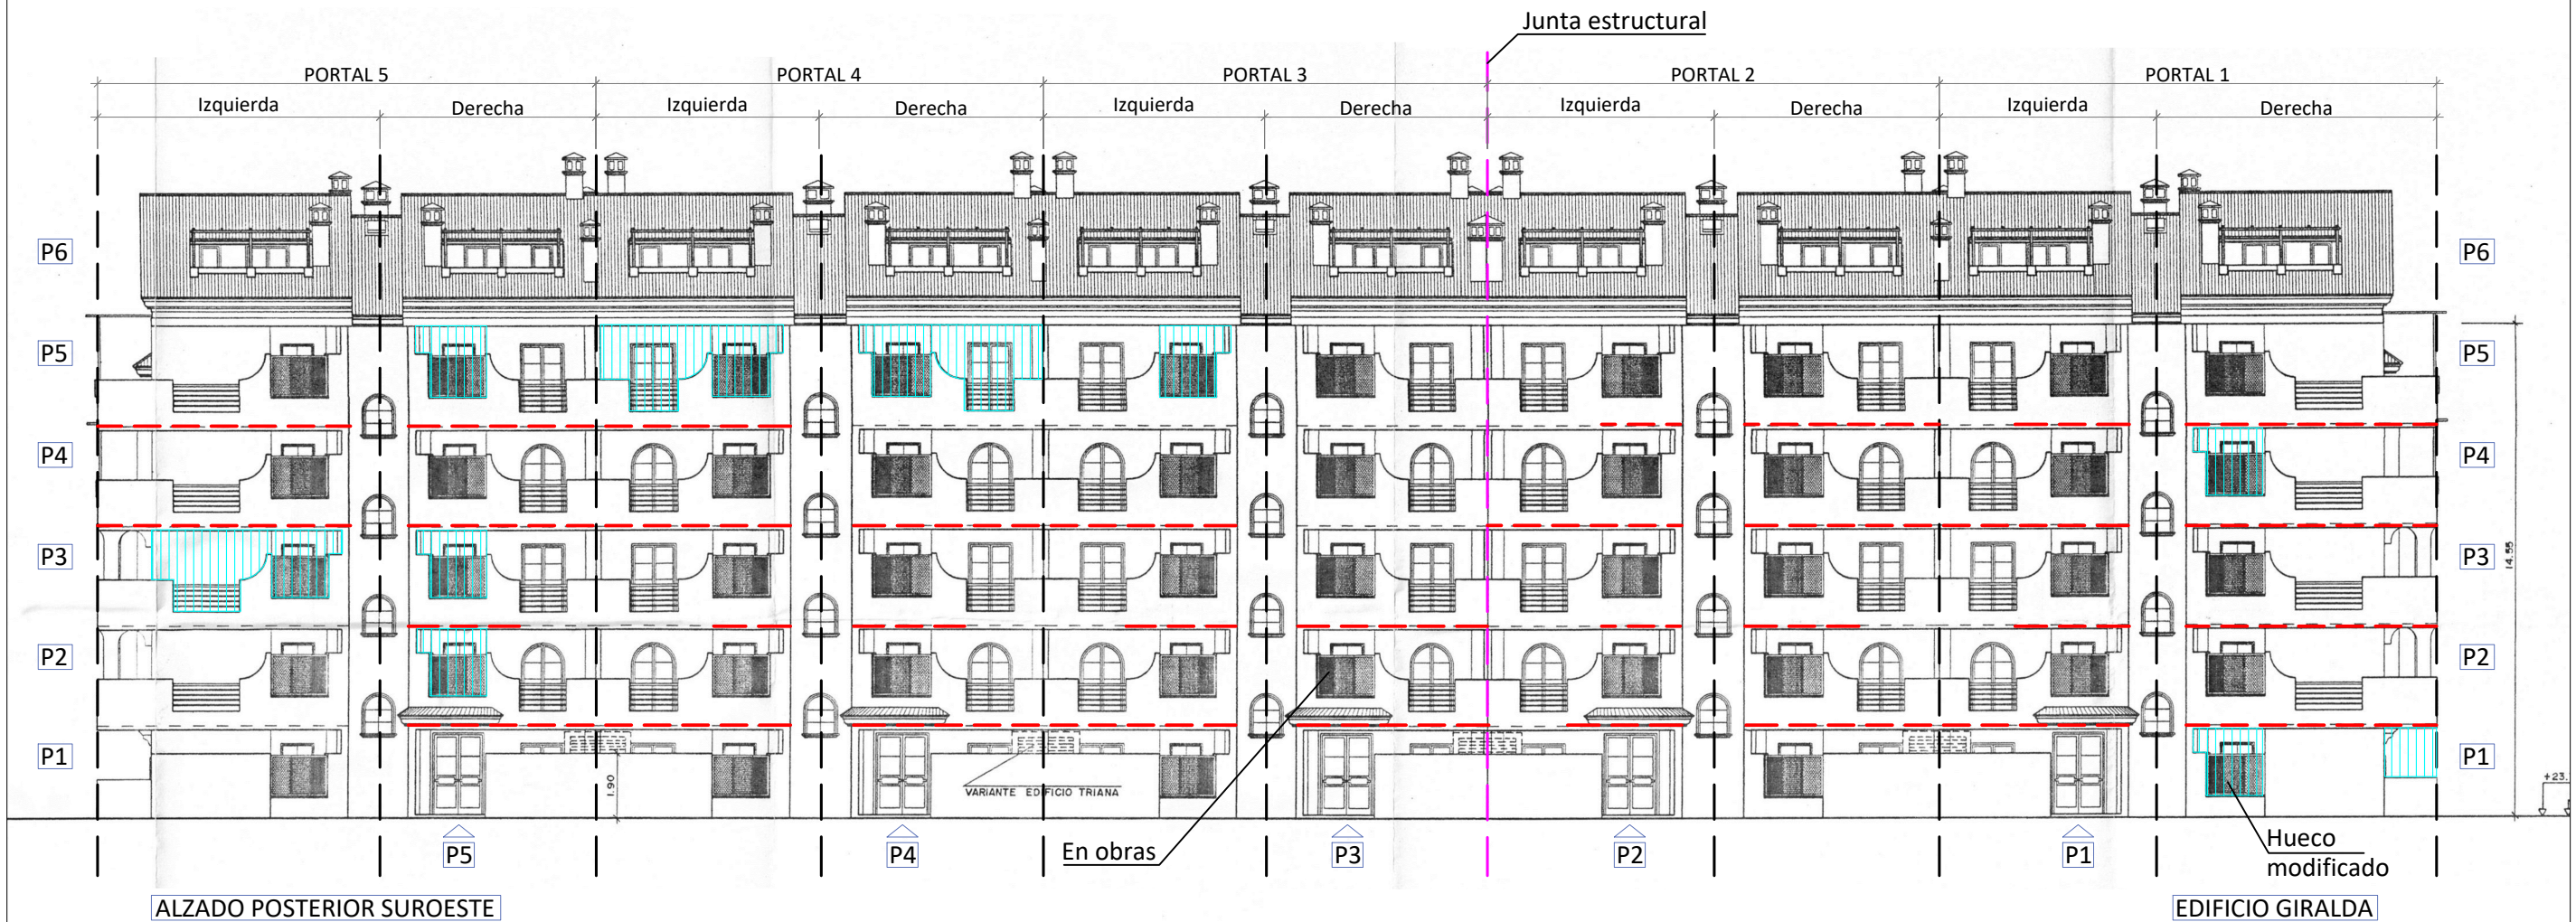 Junta estructural
PORTAL 5 PORTAL 4 PORTAL 3 PORTAL 2 PORTAL 1
Izquierda Derecha Izquierda Derecha Izquierda Derecha Izquierda Derecha Izquierda Derecha
P6 P6
P5 P5
P4 P4
P3 P3
14.55
P2 P2
P1 P1
1.90
VARIANTE EDIFICIO TRIANA
+23.
P5 P4 En obras P3 P2 P1 Hueco
modificado
ALZADO POSTERIOR SUROESTE EDIFICIO GIRALDA